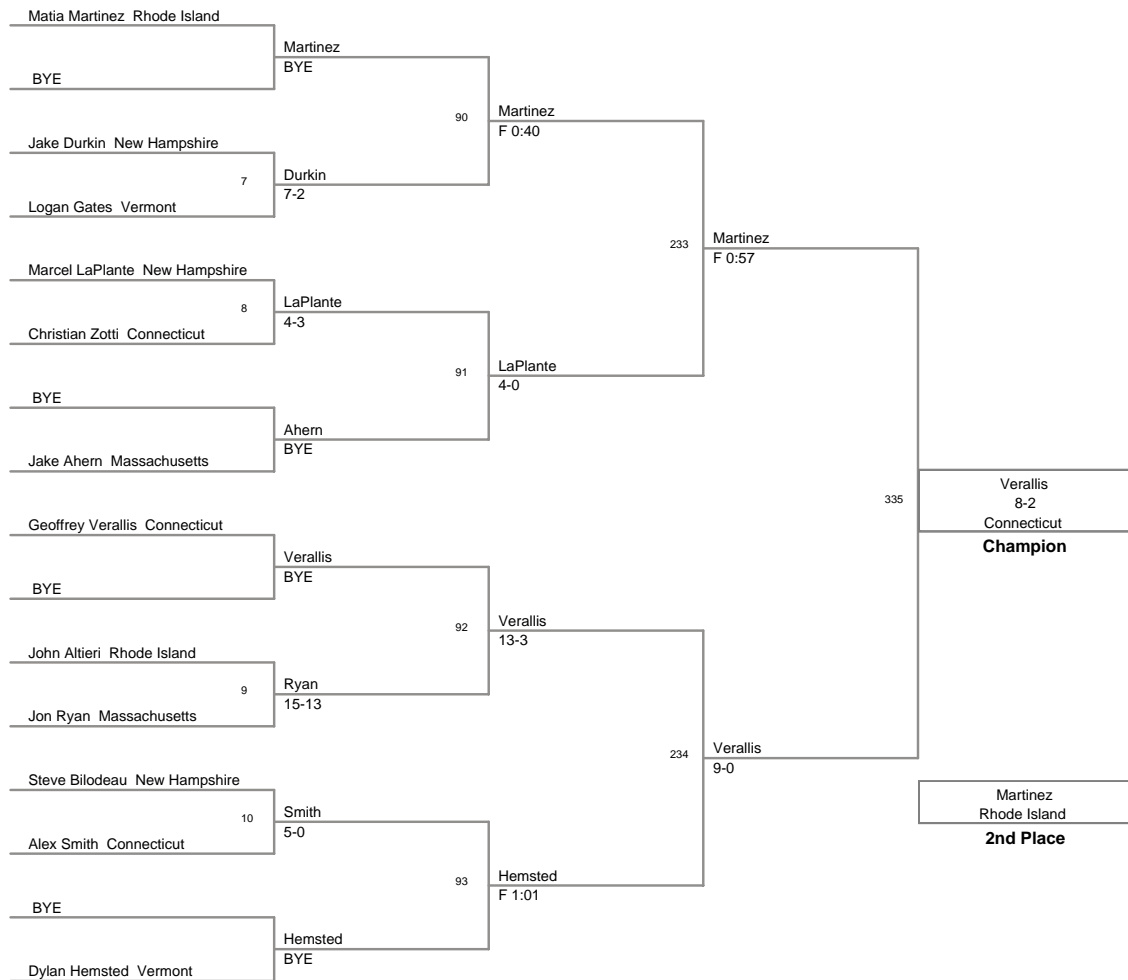 Matia Martinez  Rhode Island
Martinez
BYE
BYE
90
Martinez
F 0:40
Jake Durkin  New Hampshire
7
Durkin
7-2
Logan Gates  Vermont
233
Martinez
F 0:57
Marcel LaPlante  New Hampshire
8
LaPlante
4-3
Christian Zotti  Connecticut
91
LaPlante
4-0
BYE
Ahern
BYE
Jake Ahern  Massachusetts
335
Verallis
8-2
Connecticut
Champion
Geoffrey Verallis  Connecticut
Verallis
BYE
BYE
92
Verallis
13-3
John Altieri  Rhode Island
9
Ryan
15-13
Jon Ryan  Massachusetts
234
Verallis
9-0
Steve Bilodeau  New Hampshire
10
Smith
5-0
Alex Smith  Connecticut
Martinez
Rhode Island
2nd Place
93
Hemsted
F 1:01
BYE
Hemsted
BYE
Dylan Hemsted  Vermont